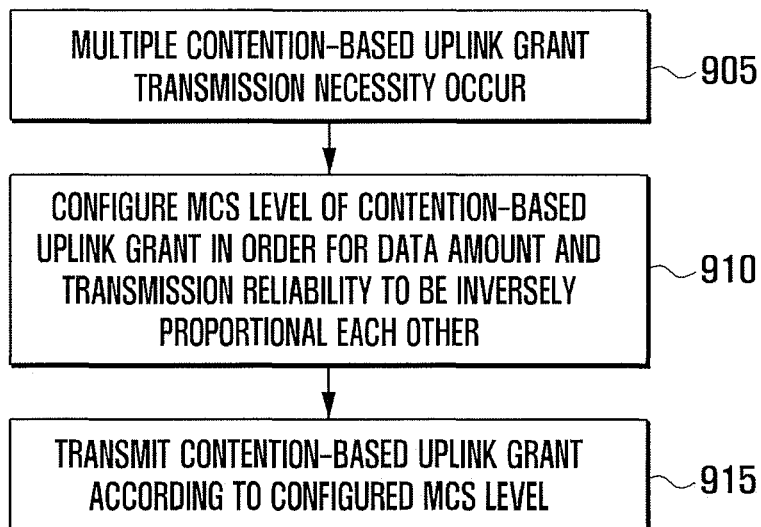 MULTIPLE CONTENTION-BASED UPLINK GRANT
TRANSMISSION NECESSITY OCCUR
905
CONFIGURE MCS LEVEL OF CONTENTION-BASED
UPLINK GRANT IN ORDER FOR DATA AMOUNT AND
TRANSMISSION RELIABILITY TO BE INVERSELY
PROPORTIONAL EACH OTHER
910
TRANSMIT CONTENTION-BASED UPLINK GRANT
ACCORDING TO CONFIGURED MCS LEVEL
915